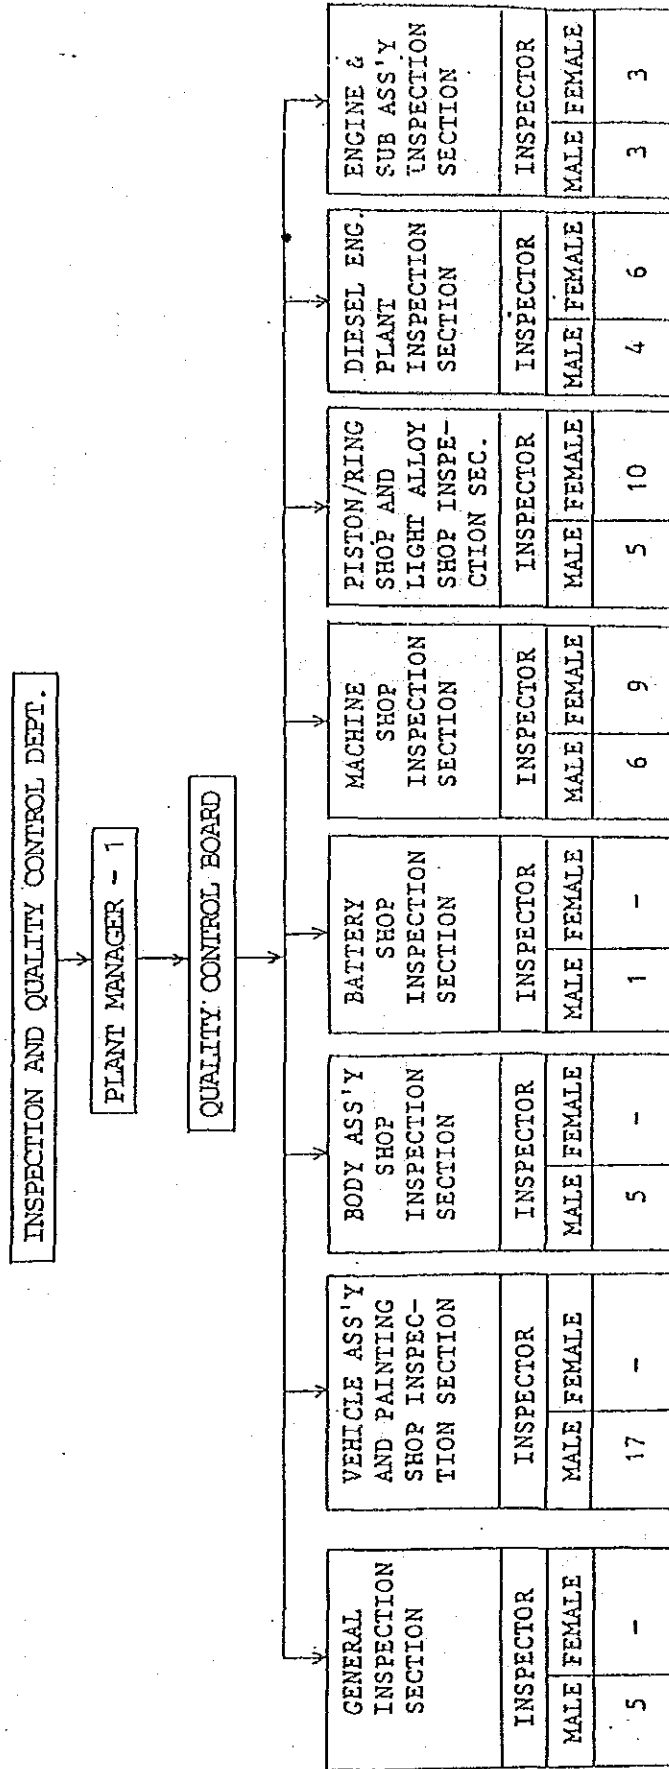 INSPECTION AND QUALITY CONTROL DEPT.
PLANT MANAGER - 1
QUALITY CONTROL BOARD
GENERAL
INSPECTION
SECTION
INSPECTOR
MALE FEMALE
5 -
VEHICLE ASS'Y
AND PAINTING
SHOP INSPEC-
TION SECTION
INSPECTOR
MALE FEMALE
17 -
BODY ASS'Y
SHOP
INSPECTION
SECTION
INSPECTOR
MALE FEMALE
5 -
BATTERY
SHOP
INSPECTION
SECTION
INSPECTOR
MALE FEMALE
1 -
MACHINE
SHOP
INSPECTION
SECTION
INSPECTOR
MALE FEMALE
6 9
PISTON/RING
SHOP AND
LIGHT ALLOY
SHOP INSPE-
CTION SEC.
INSPECTOR
MALE FEMALE
5 10
DIESEL ENG.
PLANT
INSPECTION
SECTION
INSPECTOR
MALE FEMALE
4 6
ENGINE &
SUB ASS'Y
INSPECTION
SECTION
INSPECTOR
MALE FEMALE
3 3